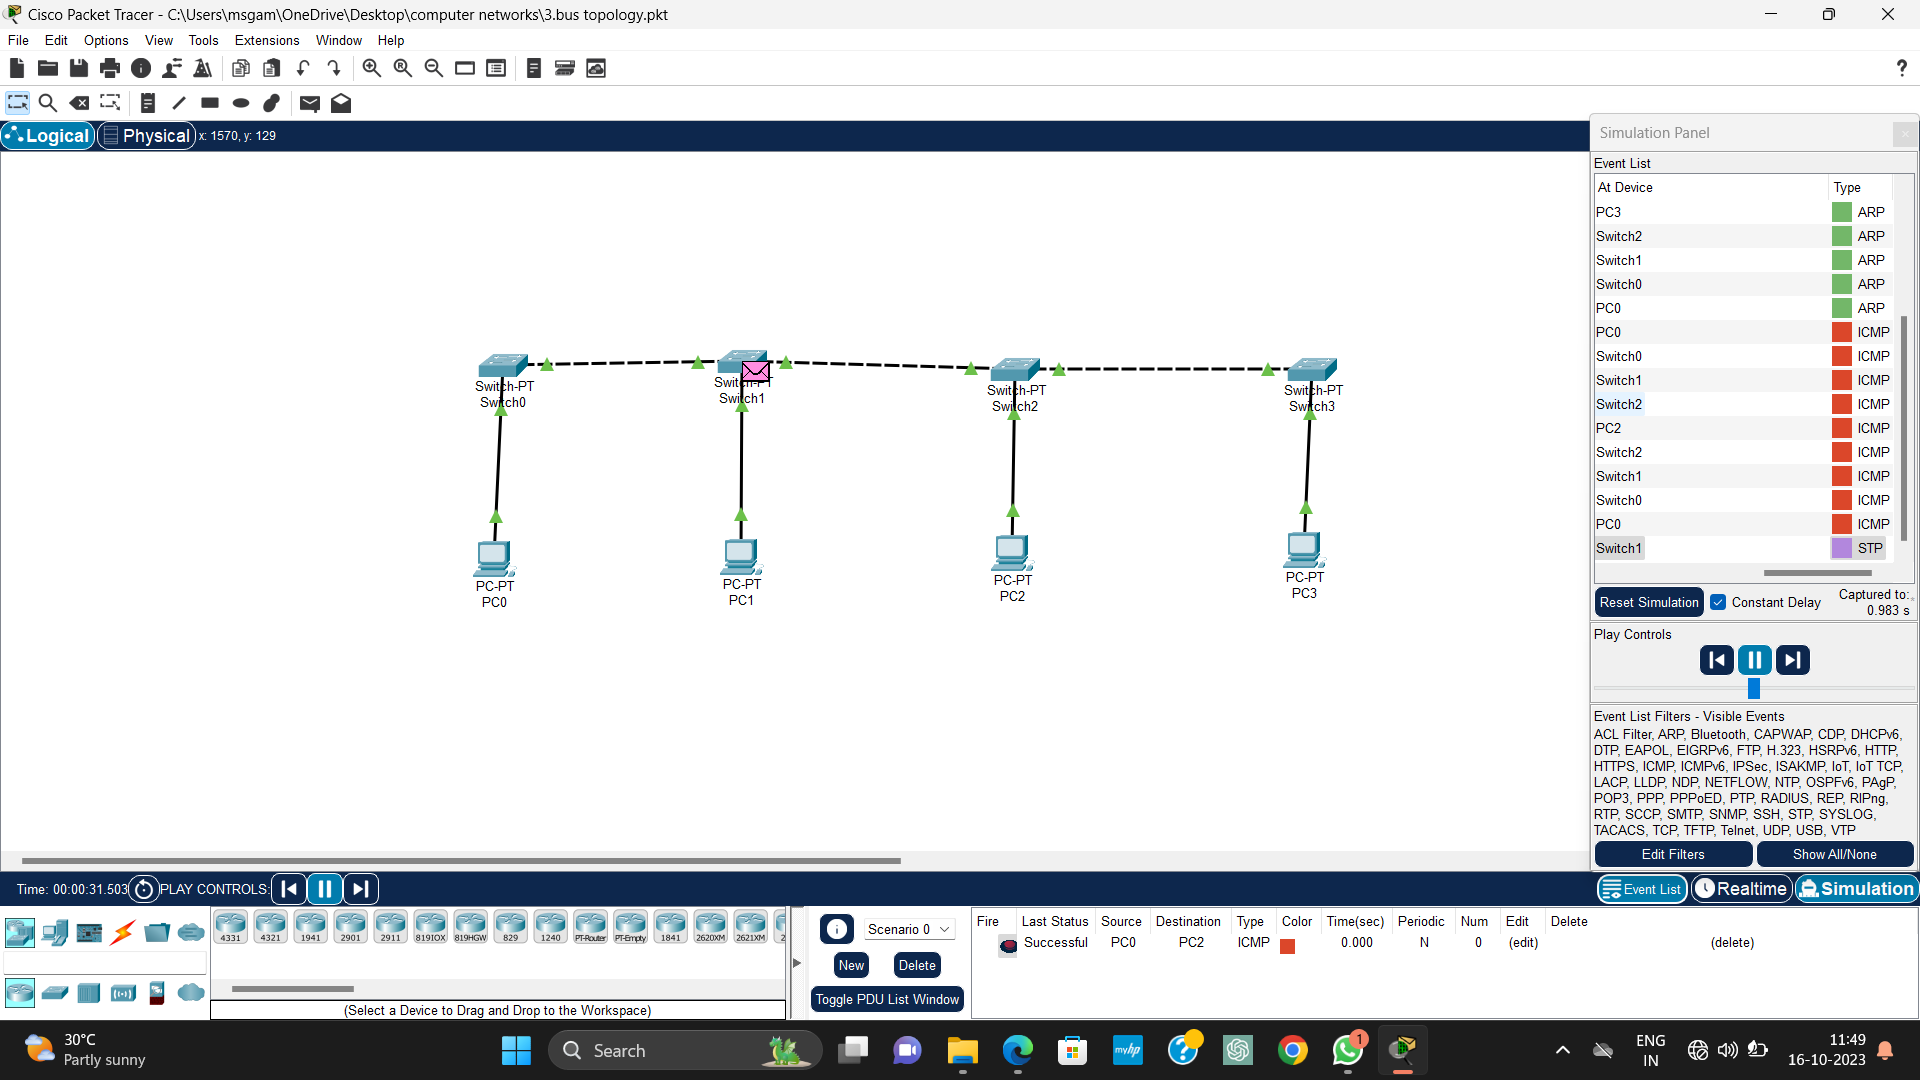 Cisco Packet Tracer - C:\Users\msgam\OneDrive\Desktop\computer networks\3.bus topology.pkt
File Edit Options View Tools Extensions Window Help
?
Logical Physical x: 1570, y: 129
Simulation Panel
Event List
At Device Type
PC3 ARP
Switch2 ARP
Switch1 ARP
Switch0 ARP
PC0 ARP
PC0 ICMP
Switch0 ICMP
Switch1 ICMP
Switch2 ICMP
PC2 ICMP
Switch2 ICMP
Switch1 ICMP
Switch0 ICMP
PC0 ICMP
Switch1 STP
Reset Simulation Constant Delay Captured to:
0.983 s
Play Controls
Event List Filters - Visible Events
ACL Filter, ARP, Bluetooth, CAPWAP, CDP, DHCPv6,
DTP, EAPOL, EIGRPv6, FTP, H.323, HSRPv6, HTTP,
HTTPS, ICMP, ICMPv6, IPSec, ISAKMP, IoT, IoT TCP,
LACP, LLDP, NDP, NETFLOW, NTP, OSPFv6, PAgP,
POP3, PPP, PPPoED, PTP, RADIUS, REP, RIPng,
RTP, SCCP, SMTP, SNMP, SSH, STP, SYSLOG,
TACACS, TCP, TFTP, Telnet, UDP, USB, VTP
Edit Filters Show All/None
Switch-PT
Switch0
Switch-PT
Switch1
Switch-PT
Switch2
Switch-PT
Switch3
PC-PT
PC0
PC-PT
PC1
PC-PT
PC2
PC-PT
PC3
Time: 00:00:31.503 PLAY CONTROLS:
Event List Realtime Simulation
4331 4321 1941 2901 2911 819IOX 819HGW 829 1240 PT-Router PT-Empty 1841 2620XM 2621XM 2
(Select a Device to Drag and Drop to the Workspace)
Scenario 0
New Delete
Toggle PDU List Window
Fire Last Status Source Destination Type Color Time(sec) Periodic Num Edit Delete
Successful PC0 PC2 ICMP 0.000 N 0 (edit) (delete)
30°C
Partly sunny
Search
myhp
?
1
ENG
IN
11:49
16-10-2023